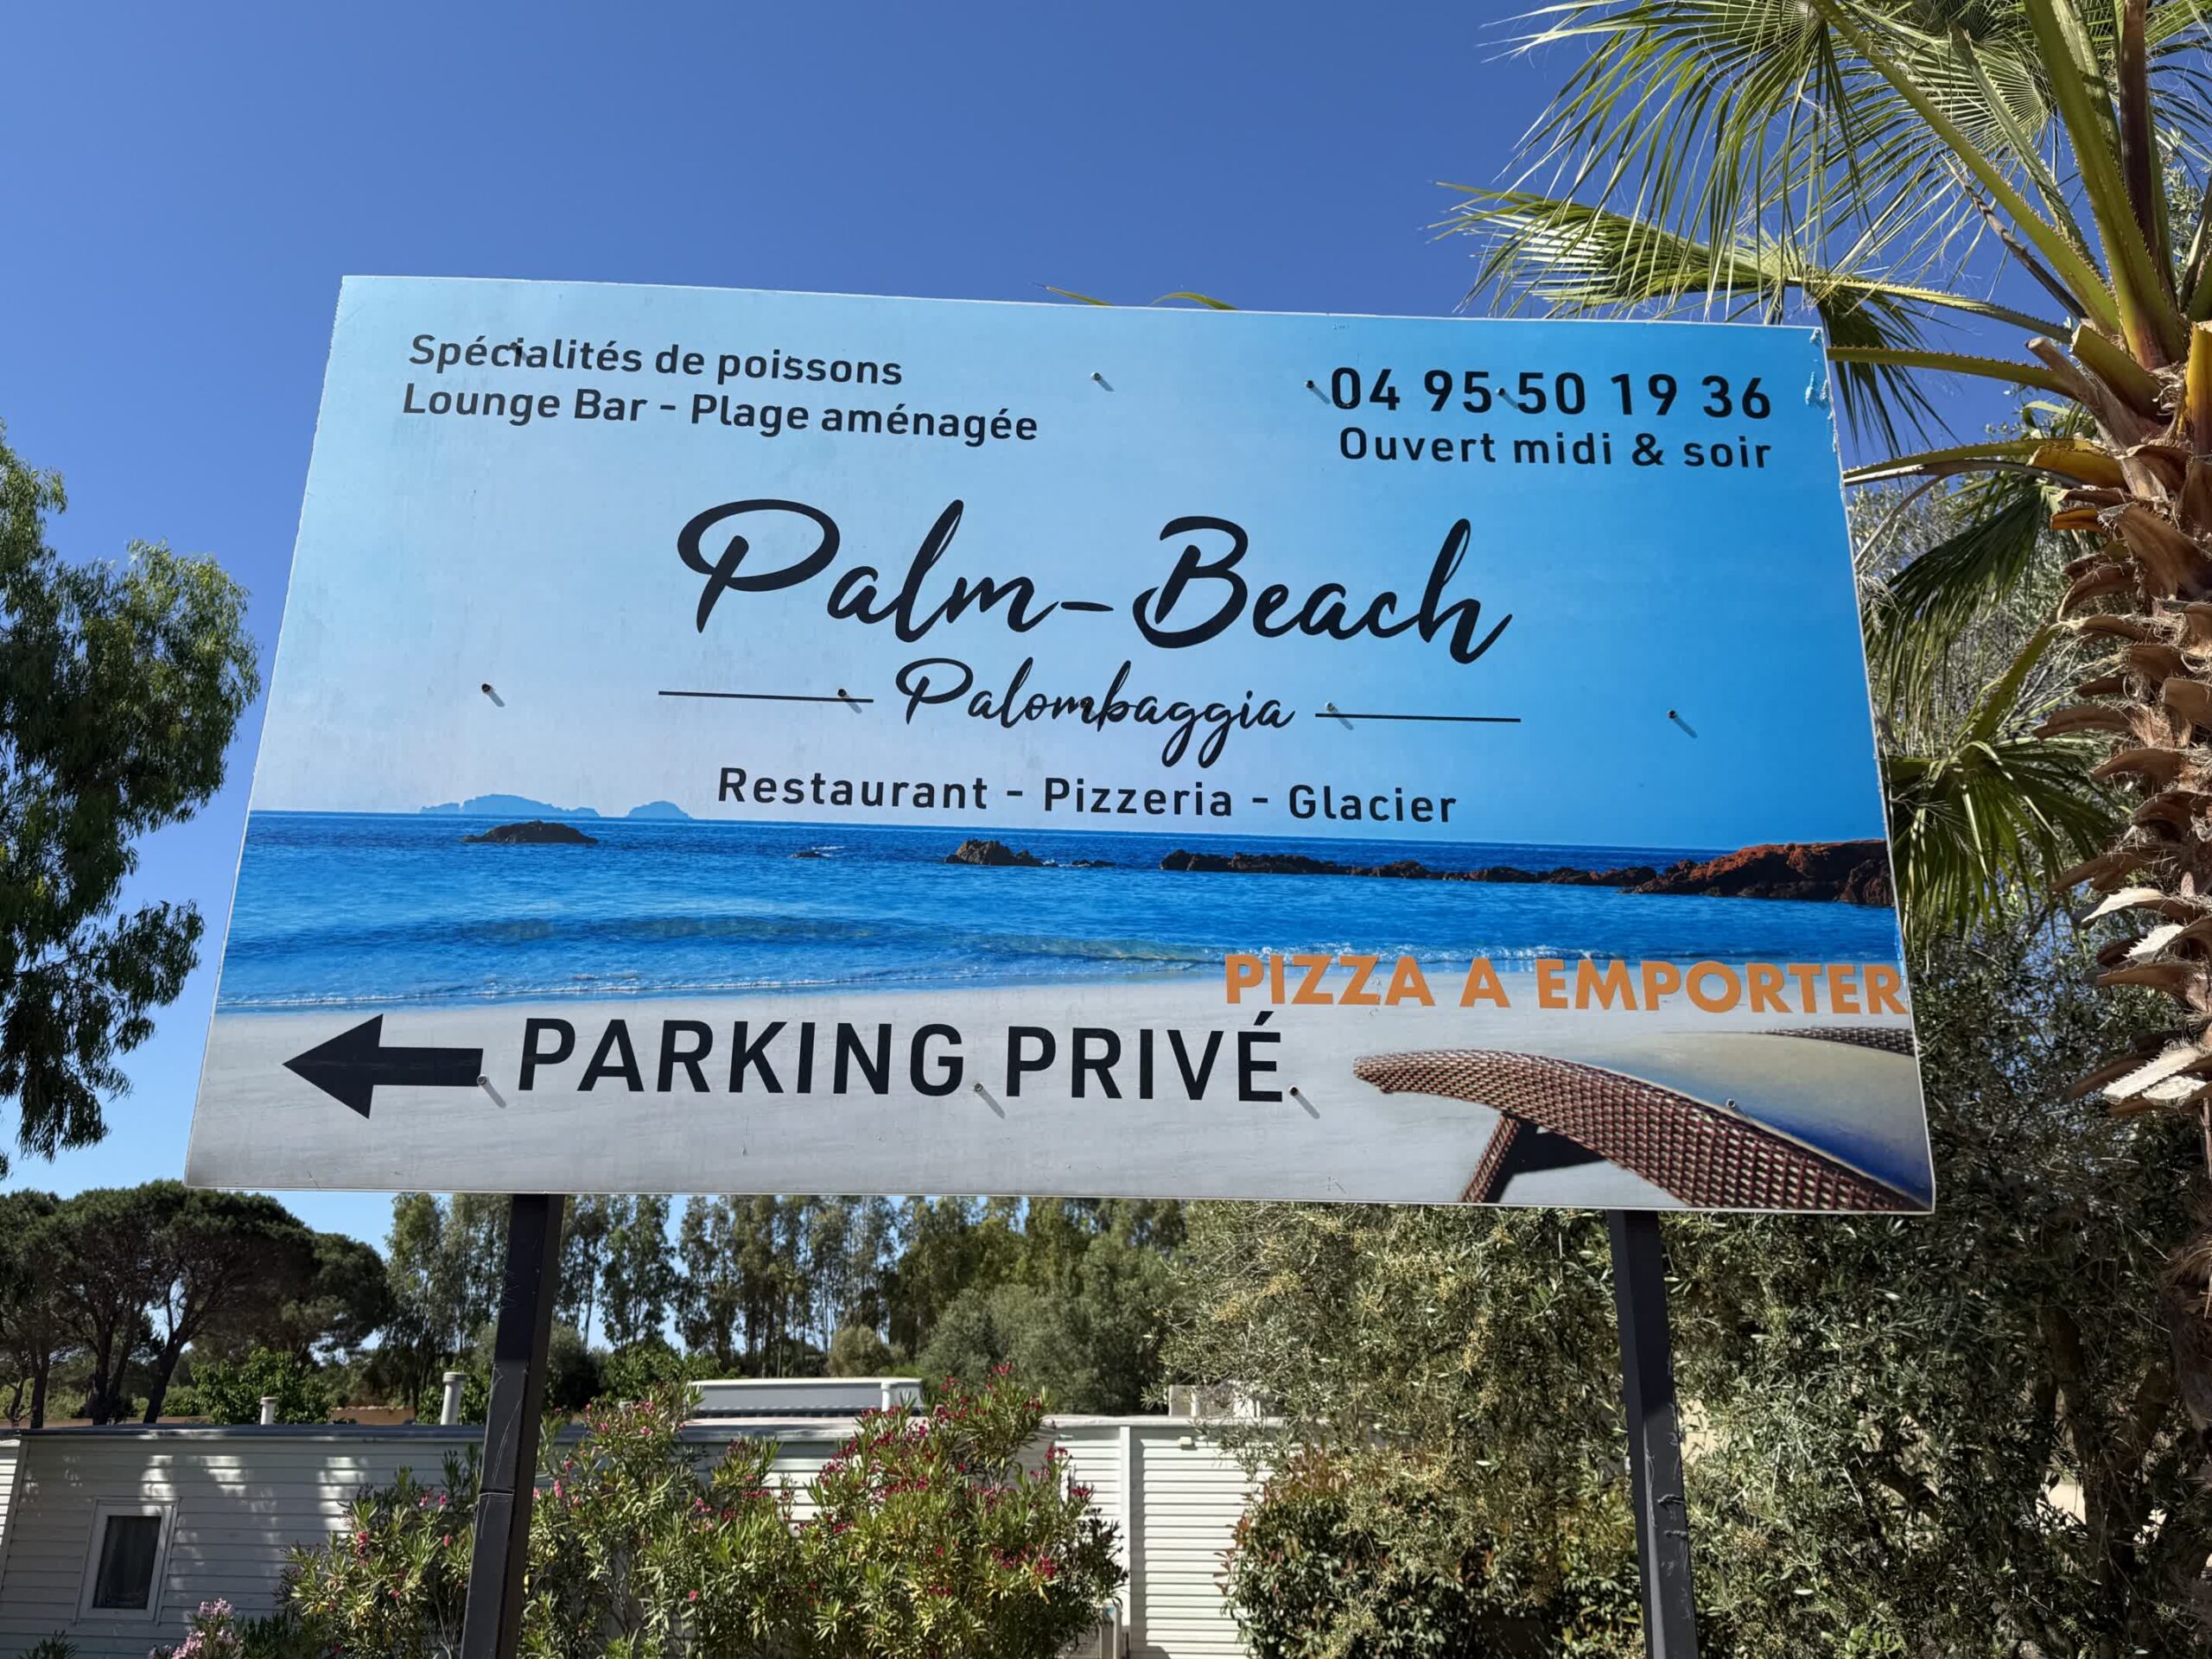 Spécialités de poissons
Lounge Bar - Plage aménagée
04 95 50 19 36
Ouvert midi & soir
Palm-Beach
Palombaggia
Restaurant - Pizzeria - Glacier
PIZZA A EMPORTER
PARKING PRIVÉ